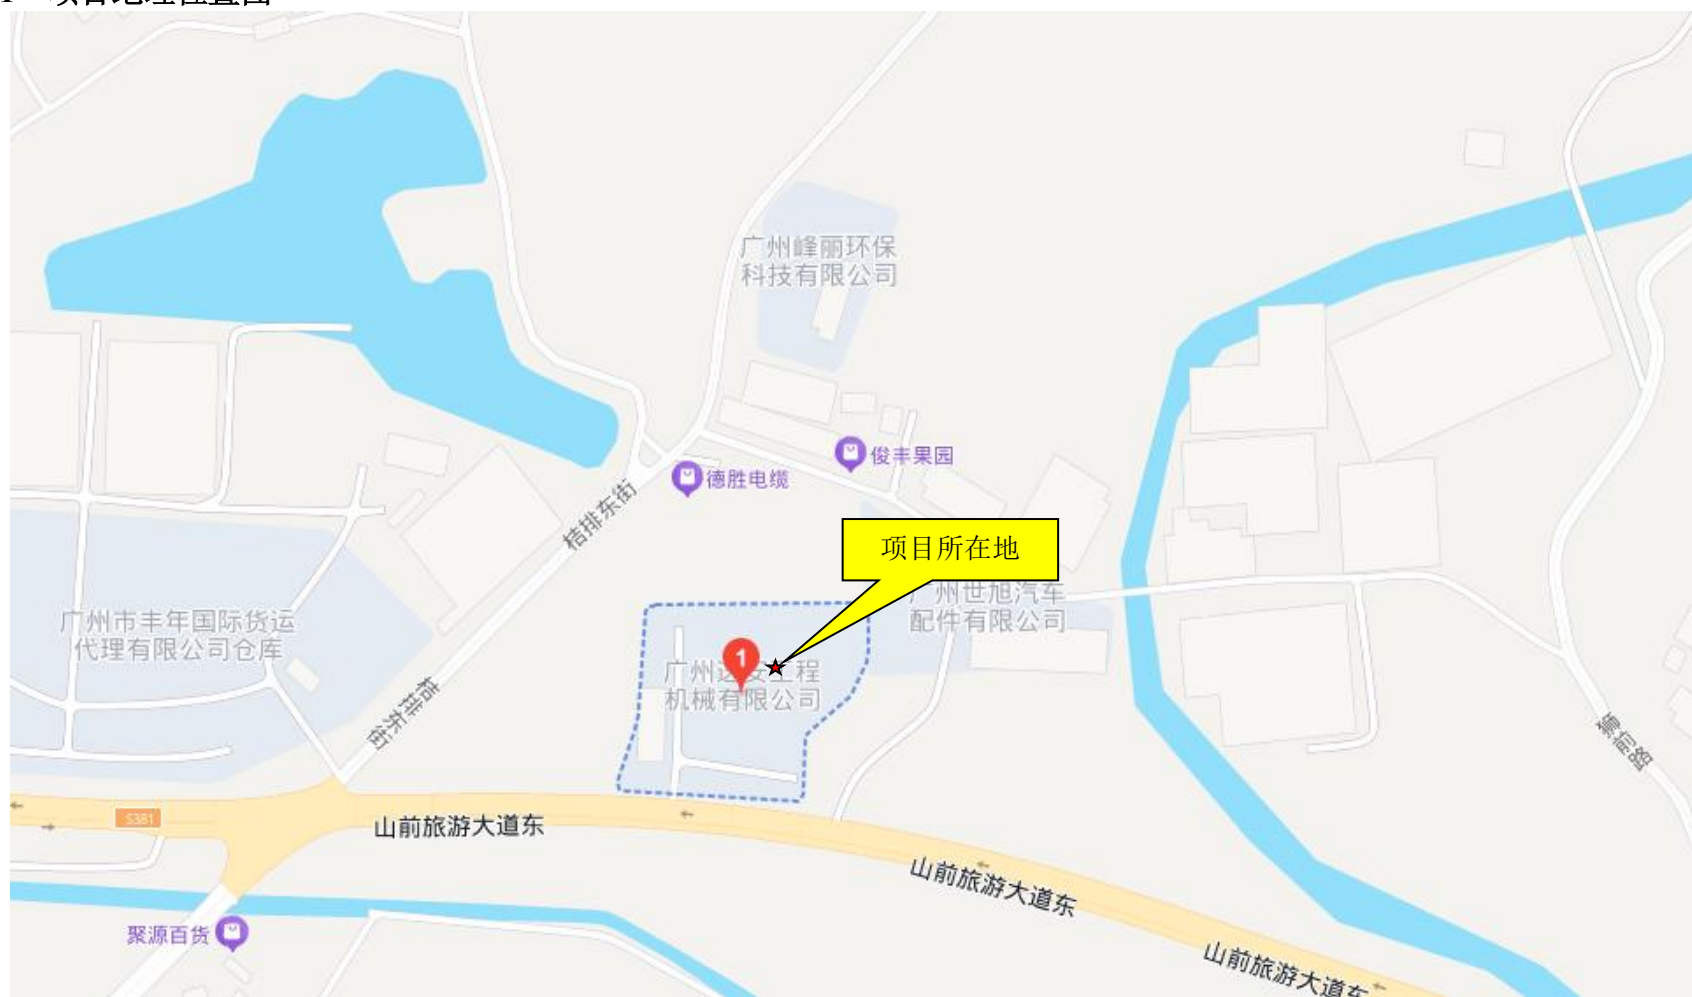 广州峰丽环保
科技有限公司
俊丰果园
德胜电缆
桔排东街
项目所在地
广州世旭汽车
配件有限公司
广州市丰年国际货运
代理有限公司仓库
1
工程
机械有限公司
桔排东街
狮前路
S381
山前旅游大道东
山前旅游大道东
聚源百货
山前旅游大道东